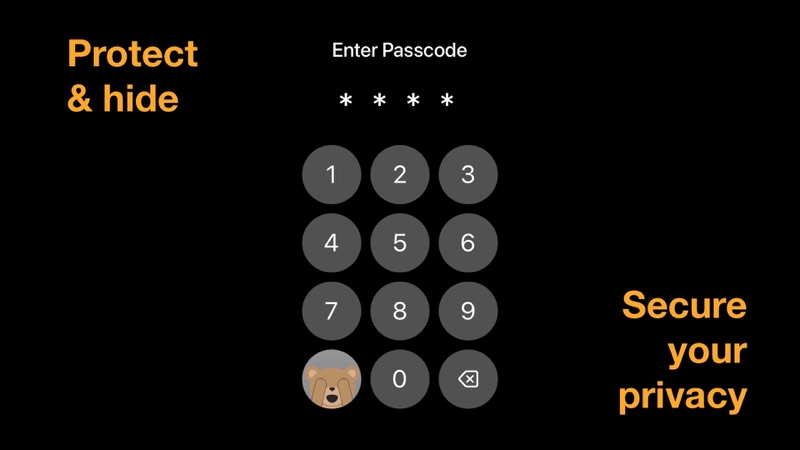 Protect
& hide
Enter Passcode
* * * *
1 2 3
4 5 6
7 8 9
0
Secure
your
privacy